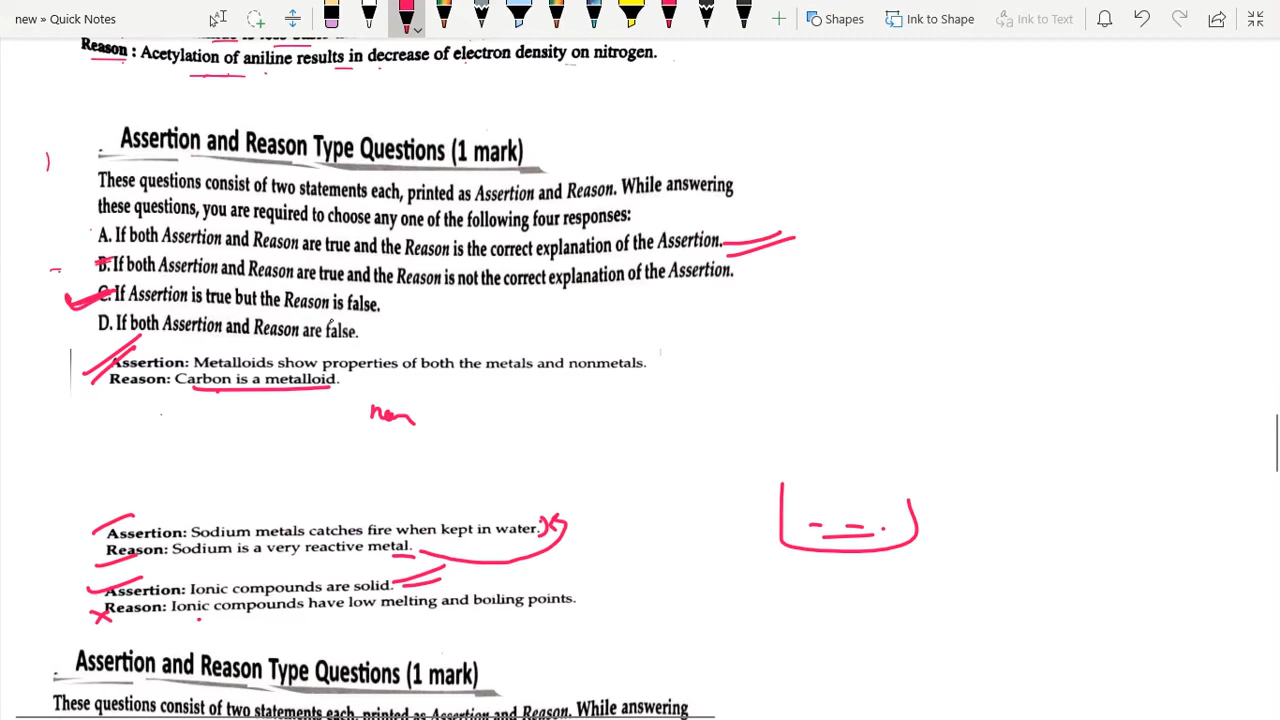 new » Quick Notes
Shapes
Ink to Shape
Ink to Text
Reason : Acetylation of aniline results in decrease of electron density on nitrogen.
Assertion and Reason Type Questions (1 mark)
These questions consist of two statements each, printed as Assertion and Reason. While answering
these questions, you are required to choose any one of the following four responses:
A. If both Assertion and Reason are true and the Reason is the correct explanation of the Assertion.
B. If both Assertion and Reason are true and the Reason is not the correct explanation of the Assertion.
C. If Assertion is true but the Reason is false.
D. If both Assertion and Reason are false.
Assertion: Metalloids show properties of both the metals and nonmetals.
Reason: Carbon is a metalloid.
Assertion: Sodium metals catches fire when kept in water.
Reason: Sodium is a very reactive metal.
Assertion: Ionic compounds are solid.
Reason: Ionic compounds have low melting and boiling points.
Assertion and Reason Type Questions (1 mark)
These questions consist of two statements each, printed as Assertion and Reason. While answering